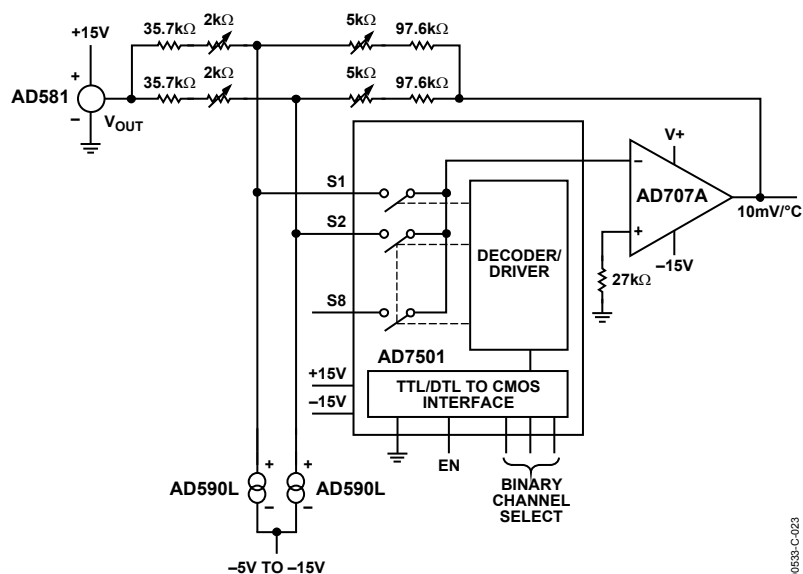 +15V
35.7kΩ
2kΩ
5kΩ
97.6kΩ
35.7kΩ
2kΩ
5kΩ
97.6kΩ
+
AD581
–
VOUT
V+
S1
–
AD707A
10mV/°C
S2
DECODER/
DRIVER
+
–15V
27kΩ
S8
AD7501
+15V
TTL/DTL TO CMOS
INTERFACE
–15V
EN
BINARY
CHANNEL
SELECT
+
+
AD590L
AD590L
–
–
–5V TO –15V
00533-C-023